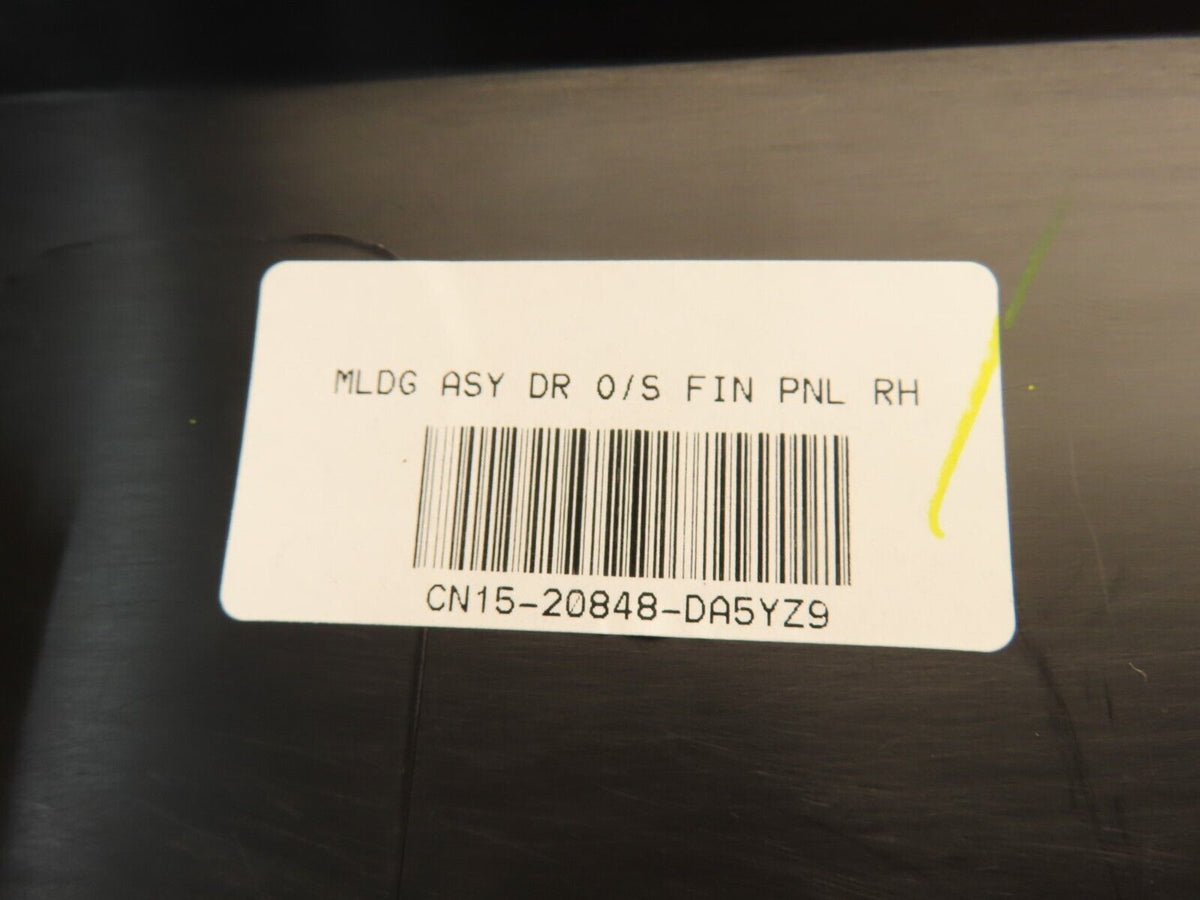 MLDG ASY DR O/S FIN PNL RH
CN15-20848-DA5YZ9